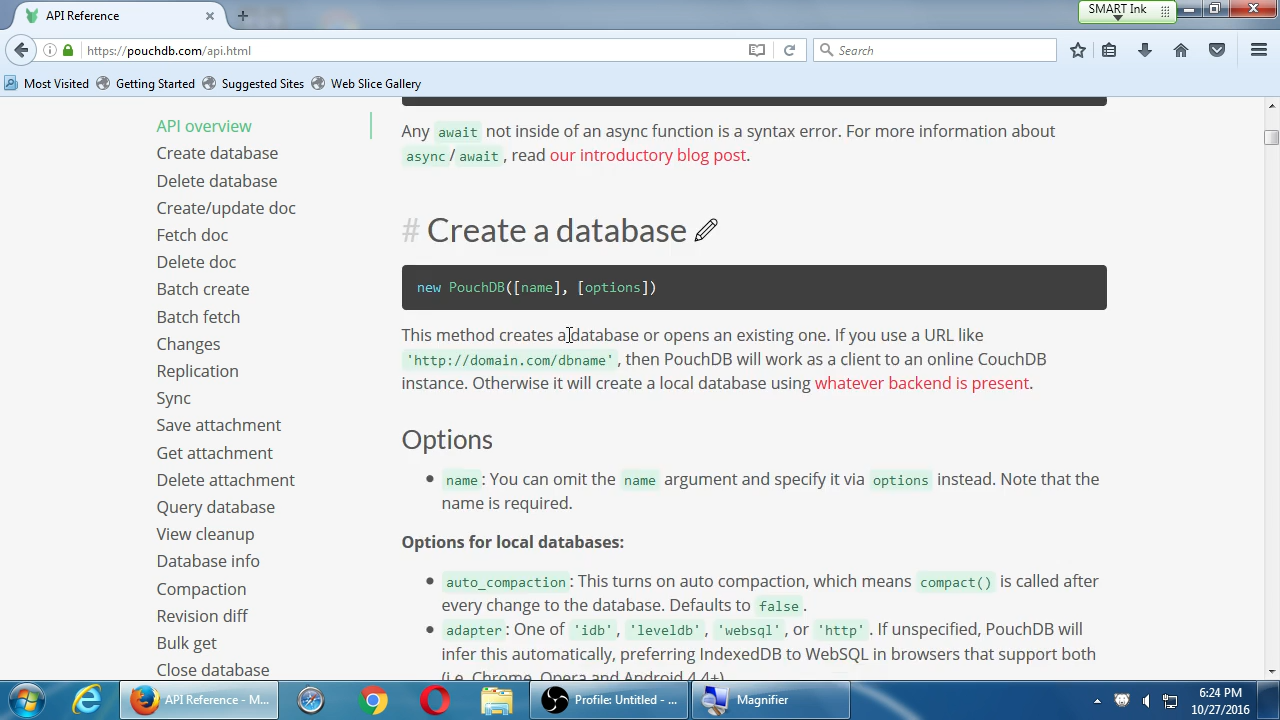 API Reference
SMART Ink
https://pouchdb.com/api.html
Search
Most Visited
Getting Started
Suggested Sites
Web Slice Gallery
API overview
Create database
Delete database
Create/update doc
Fetch doc
Delete doc
Batch create
Batch fetch
Changes
Replication
Sync
Save attachment
Get attachment
Delete attachment
Query database
View cleanup
Database info
Compaction
Revision diff
Bulk get
Close database
Any await not inside of an async function is a syntax error. For more information about
async / await , read our introductory blog post.
# Create a database
new PouchDB([name], [options])
This method creates a database or opens an existing one. If you use a URL like
'http://domain.com/dbname' , then PouchDB will work as a client to an online CouchDB
instance. Otherwise it will create a local database using whatever backend is present.
Options
name : You can omit the name argument and specify it via options instead. Note that the
name is required.
Options for local databases:
auto_compaction : This turns on auto compaction, which means compact() is called after
every change to the database. Defaults to false .
adapter : One of 'idb' , 'leveldb' , 'websql' , or 'http' . If unspecified, PouchDB will
infer this automatically, preferring IndexedDB to WebSQL in browsers that support both
(i.e. Chrome, Opera and Android 4.4+).
API Reference - M...
Profile: Untitled - ...
Magnifier
6:24 PM
10/27/2016